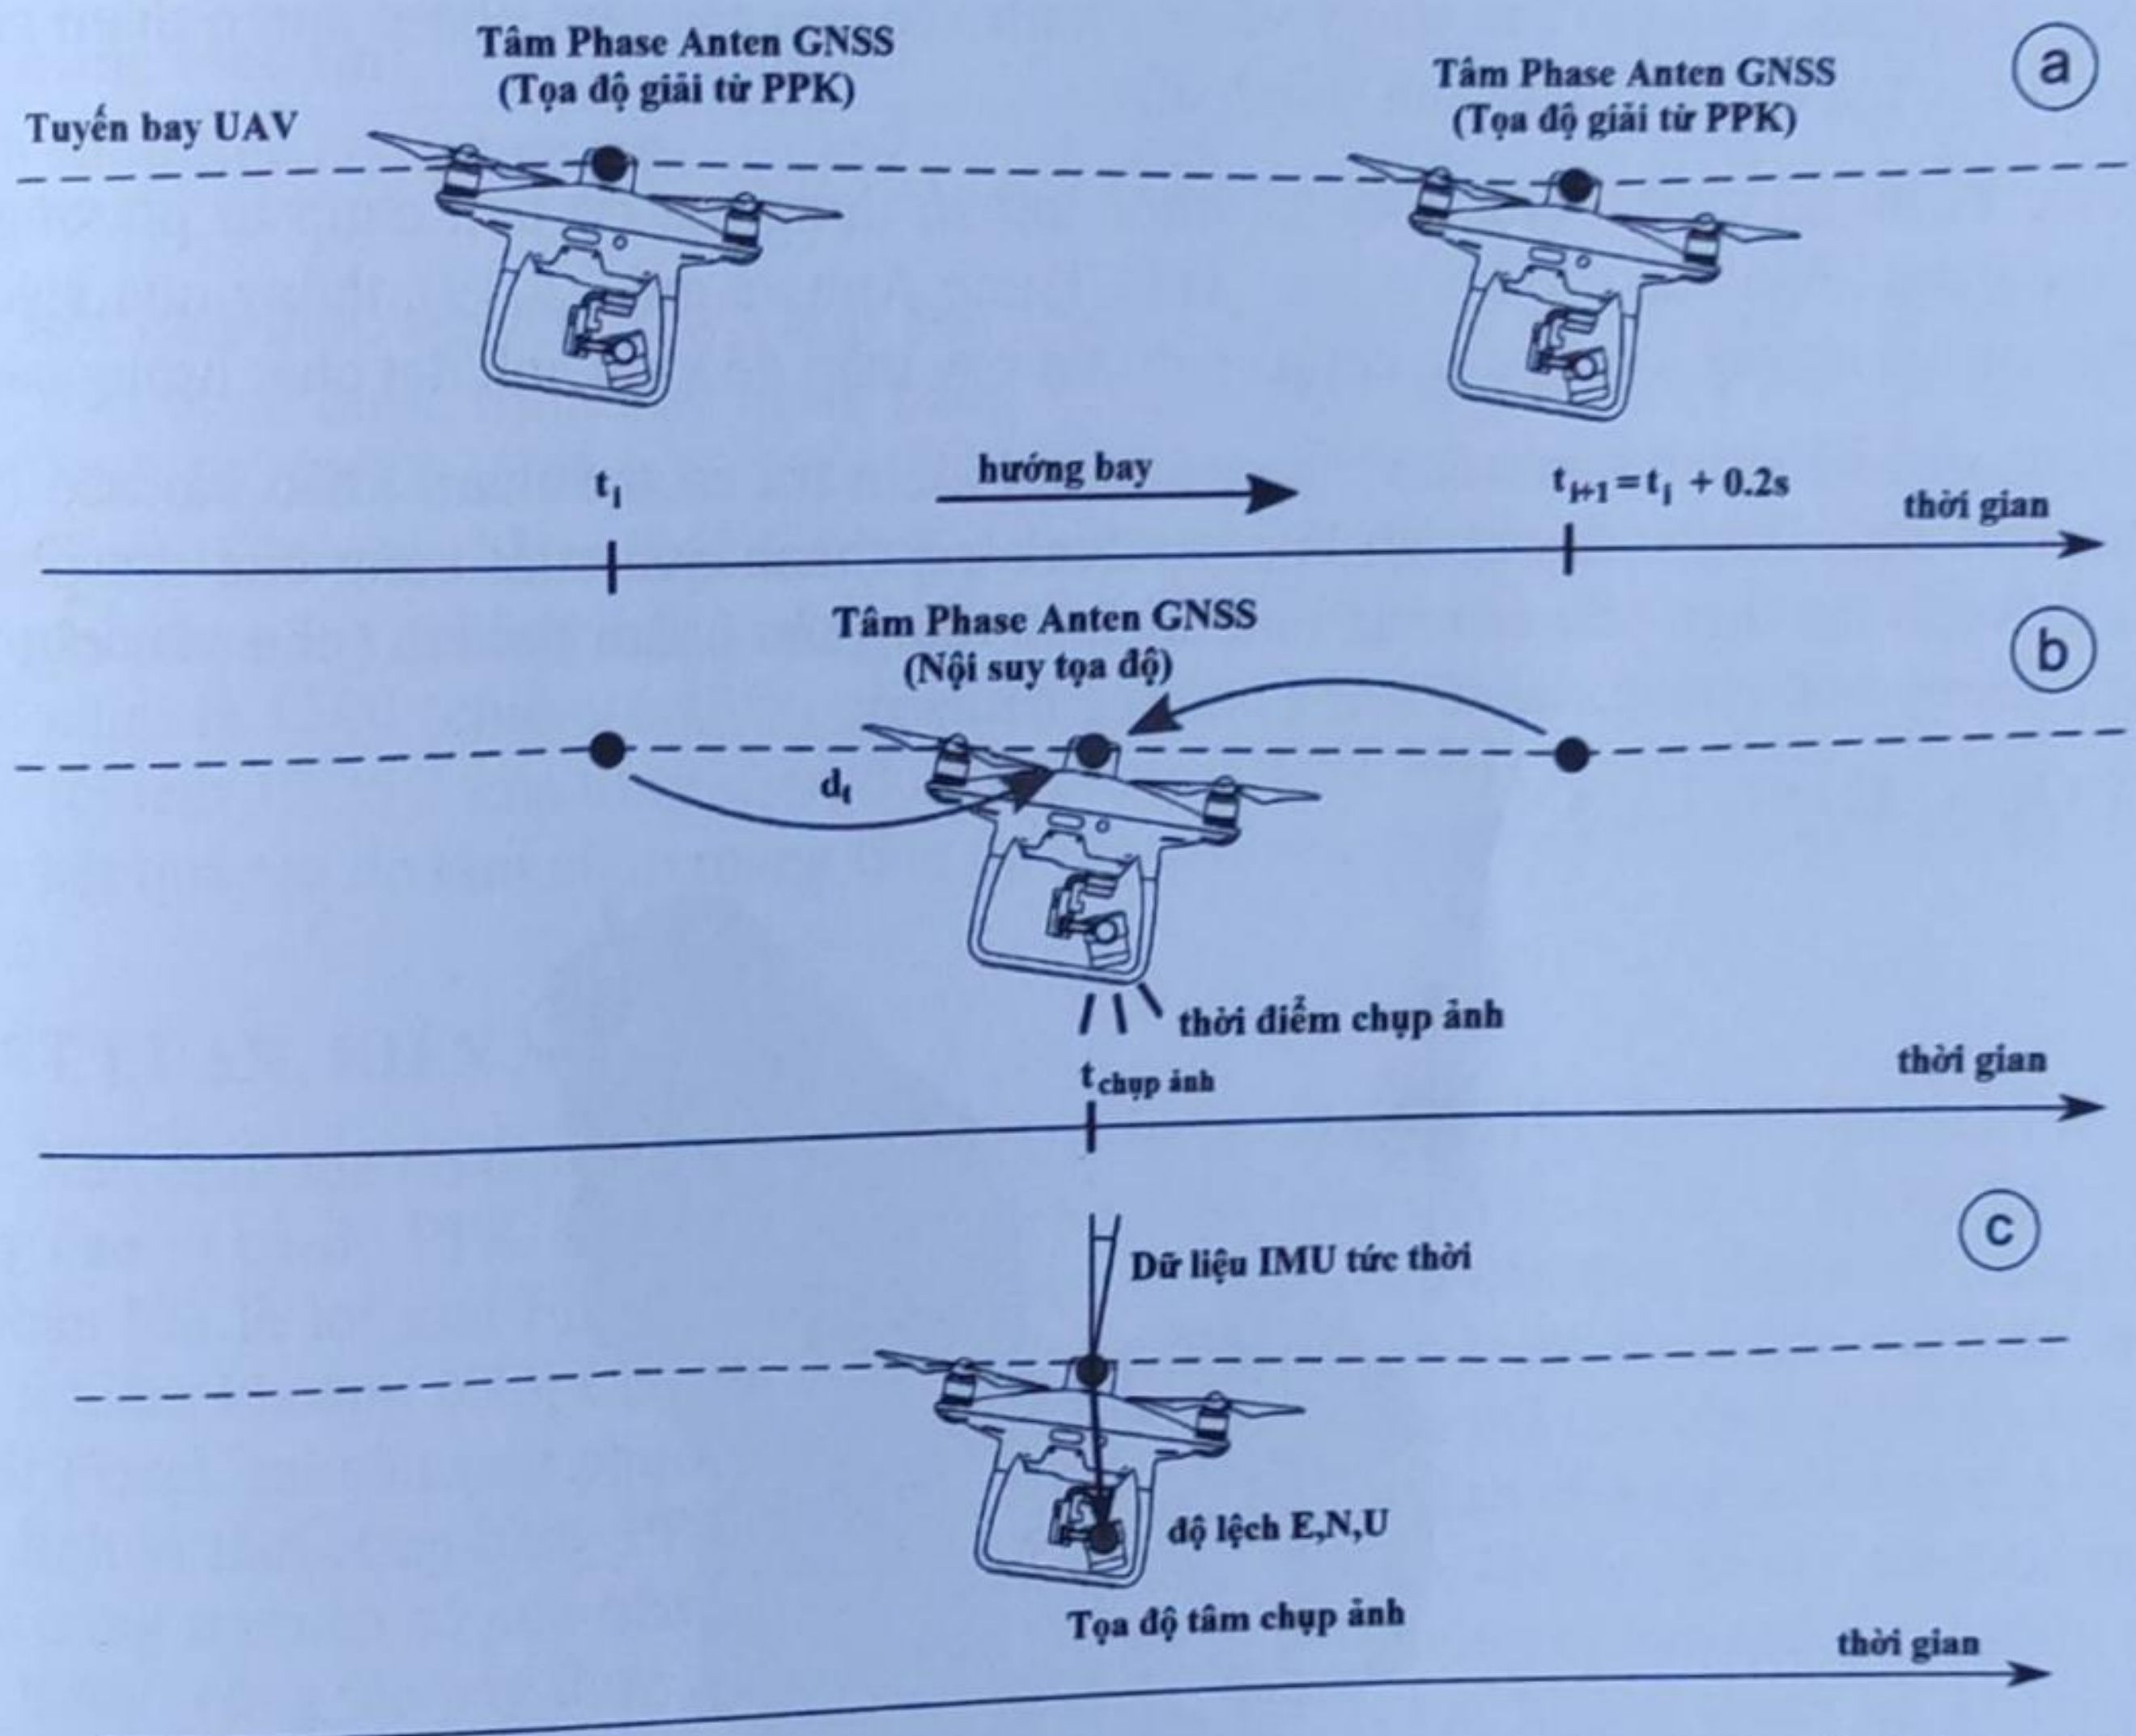 Tâm Phase Anten GNSS
(Tọa độ giải từ PPK)
Tâm Phase Anten GNSS
(Tọa độ giải từ PPK)
a
Tuyến bay UAV
tᵢ
hướng bay
tᵢ₊₁=tᵢ + 0.2s
thời gian
Tâm Phase Anten GNSS
(Nội suy tọa độ)
b
dₜ
thời điểm chụp ảnh
t chụp ảnh
thời gian
c
Dữ liệu IMU tức thời
độ lệch E,N,U
Tọa độ tâm chụp ảnh
thời gian